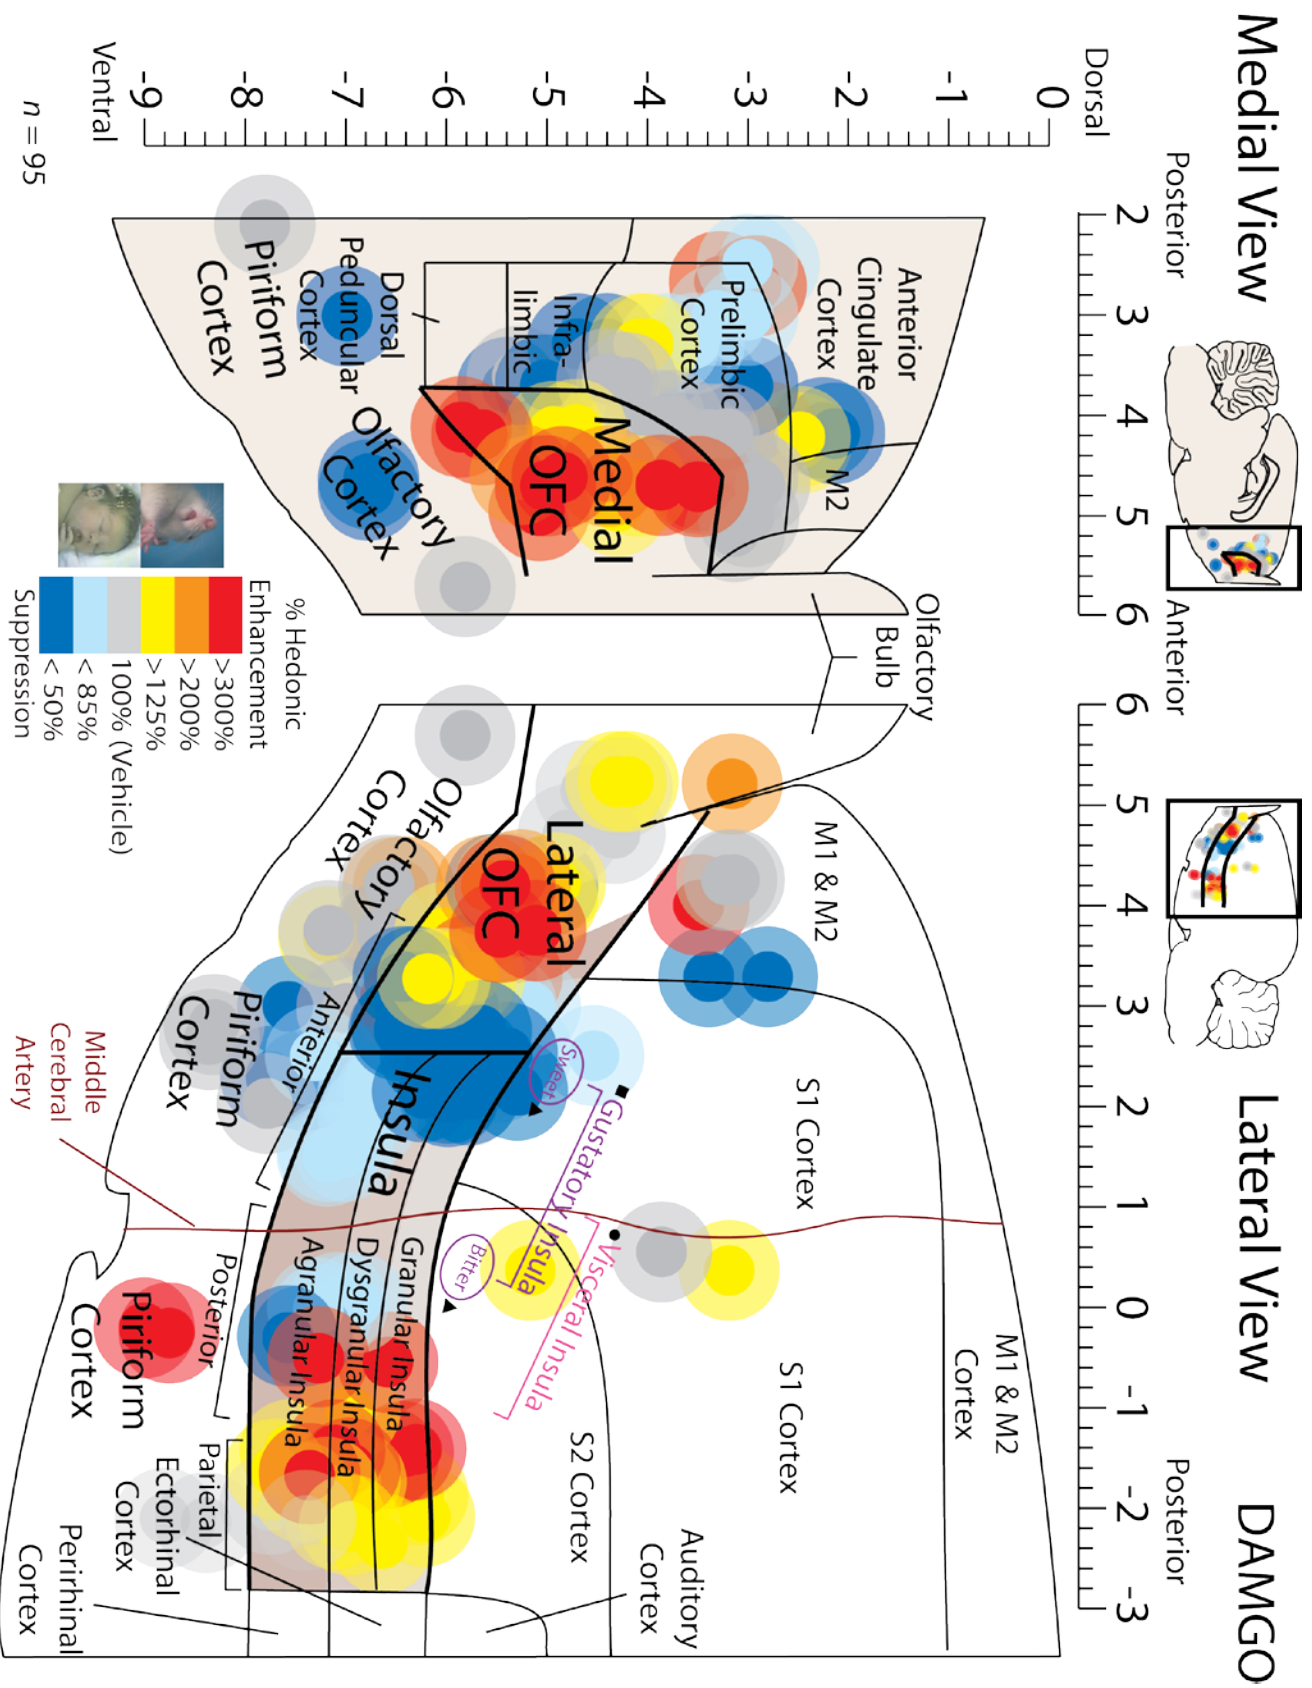 Medial View
Lateral View
DAMGO
Posterior
Anterior
Posterior
2
3
4
5
6
6
5
4
3
2
1
0
-1
-2
-3
Dorsal
0
-1
-2
-3
-4
-5
-6
-7
-8
-9
Ventral
n = 95
Anterior
Cingulate
Cortex
M2
Prelimbic
Cortex
Infra-
limbic
Medial
OFC
Dorsal
Peduncular
Cortex
Piriform
Cortex
Olfactory
Cortex
Olfactory
Bulb
% Hedonic
Enhancement
>300%
>200%
>125%
100% (Vehicle)
< 85%
< 50%
Suppression
M1 & M2
S1 Cortex
M1 & M2
Cortex
S1 Cortex
S2 Cortex
Auditory
Cortex
Lateral
OFC
Olfactory
Cortex
Sweet
Gustatory Insula
Visceral Insula
Bitter
Insula
Granular Insula
Dysgranular Insula
Agranular Insula
Anterior
Posterior
Parietal
Piriform
Cortex
Piriform
Cortex
Ectorhinal
Cortex
Perirhinal
Cortex
Middle
Cerebral
Artery